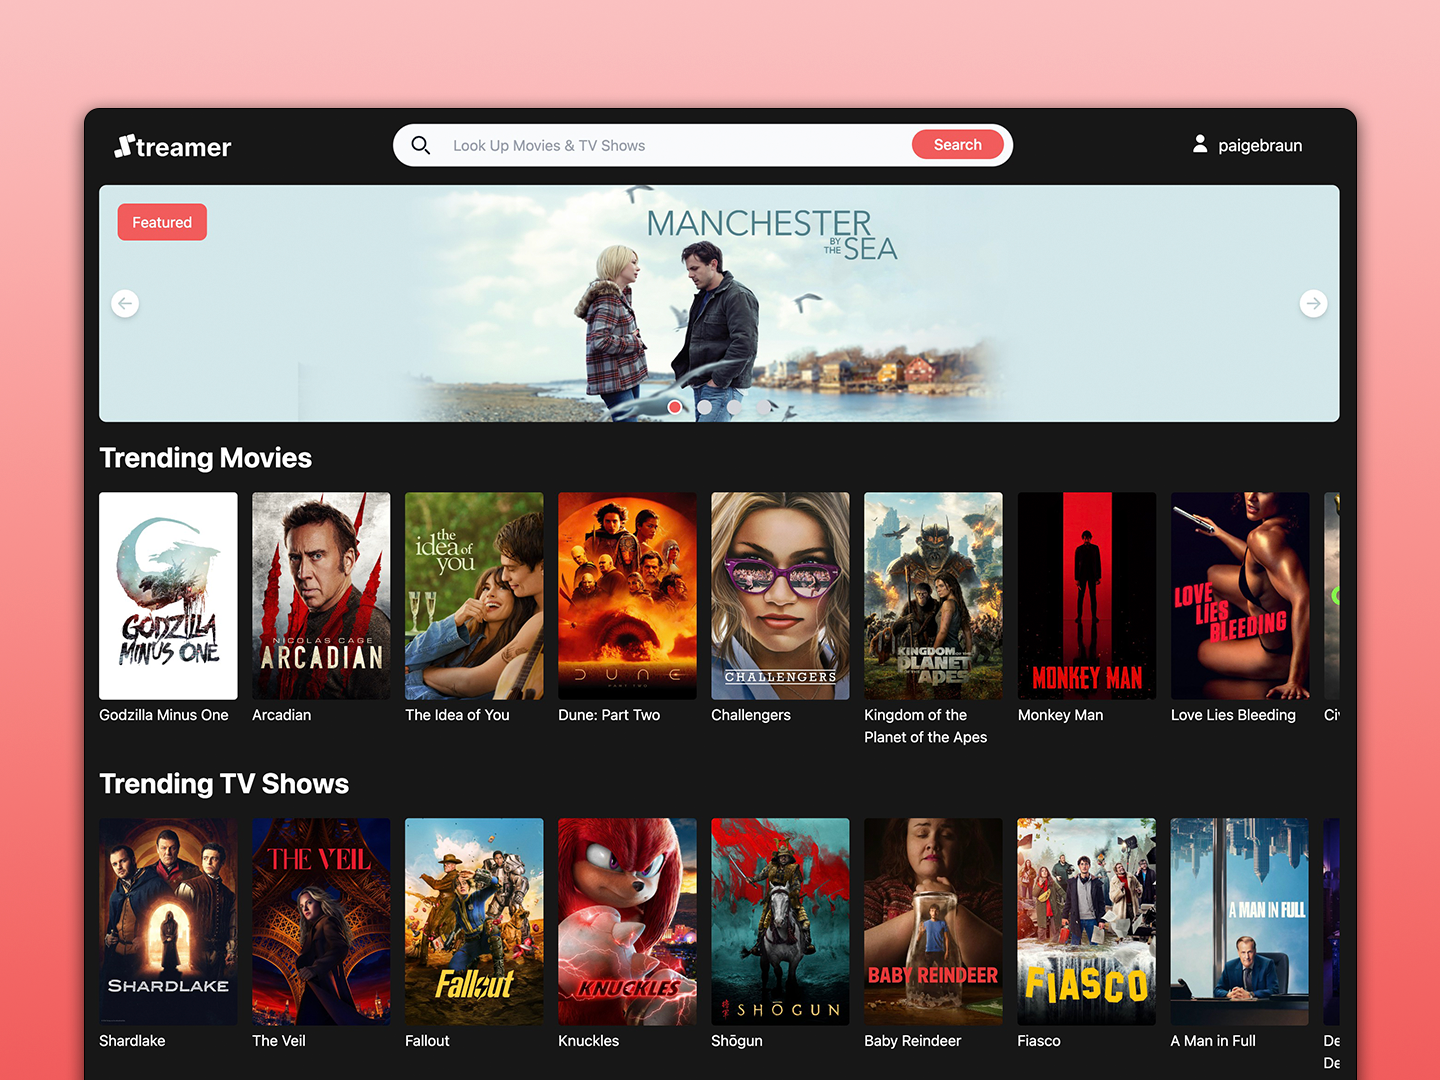 Streamer
Look Up Movies & TV Shows
Search
paigebraun
Featured
MANCHESTER
BY THE SEA
Trending Movies
GODZILLA
MINUS ONE
NICOLAS CAGE
ARCADIAN
the
idea of
you
DUNE
PART TWO
CHALLENGERS
KINGDOM OF THE
PLANET
OF THE APES
MONKEY MAN
LOVE
LIES
BLEEDING
Godzilla Minus One
Arcadian
The Idea of You
Dune: Part Two
Challengers
Kingdom of the
Planet of the Apes
Monkey Man
Love Lies Bleeding
Ci
Trending TV Shows
SHARDLAKE
THE VEIL
Fallout
KNUCKLES
将軍 SHŌGUN
BABY REINDEER
FIASCO
A MAN IN FULL
Shardlake
The Veil
Fallout
Knuckles
Shōgun
Baby Reindeer
Fiasco
A Man in Full
De
De